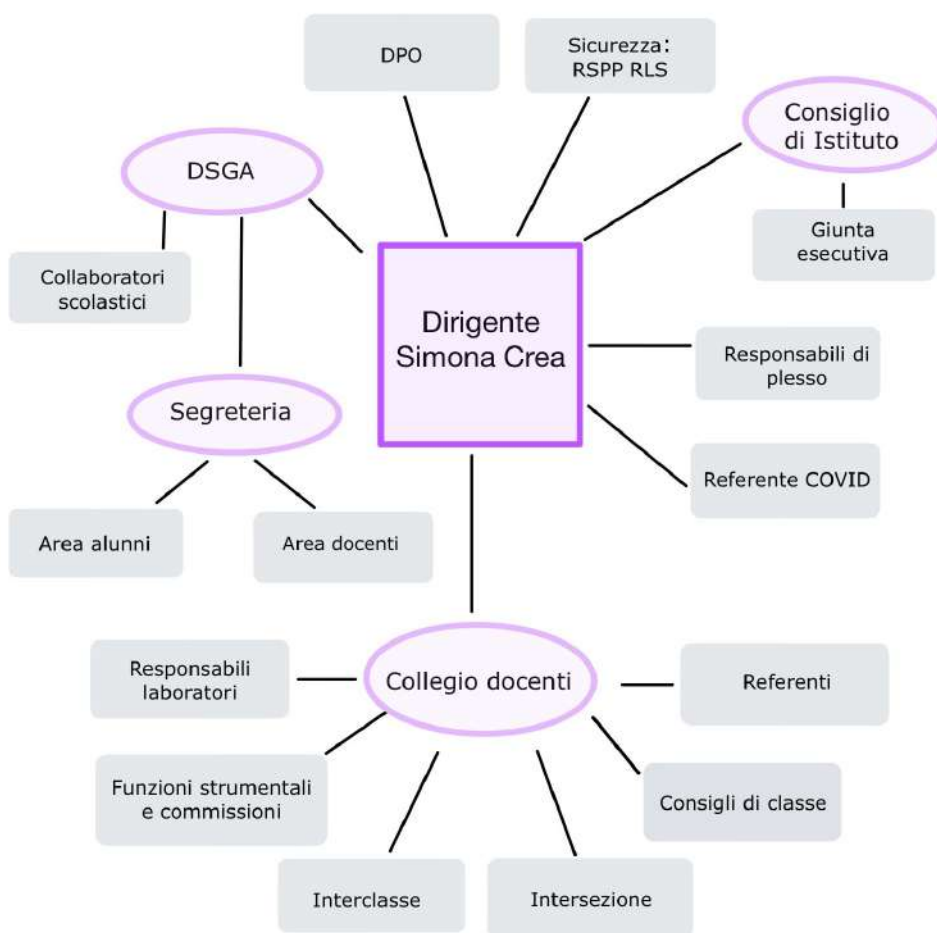 DPO
Sicurezza:
RSPP RLS
Consiglio
di Istituto
DSGA
Giunta
esecutiva
Collaboratori
scolastici
Dirigente
Simona Crea
Responsabili di
plesso
Segreteria
Referente COVID
Area alunni
Area docenti
Responsabili
laboratori
Collegio docenti
Referenti
Funzioni strumentali
e commissioni
Consigli di classe
Interclasse
Intersezione